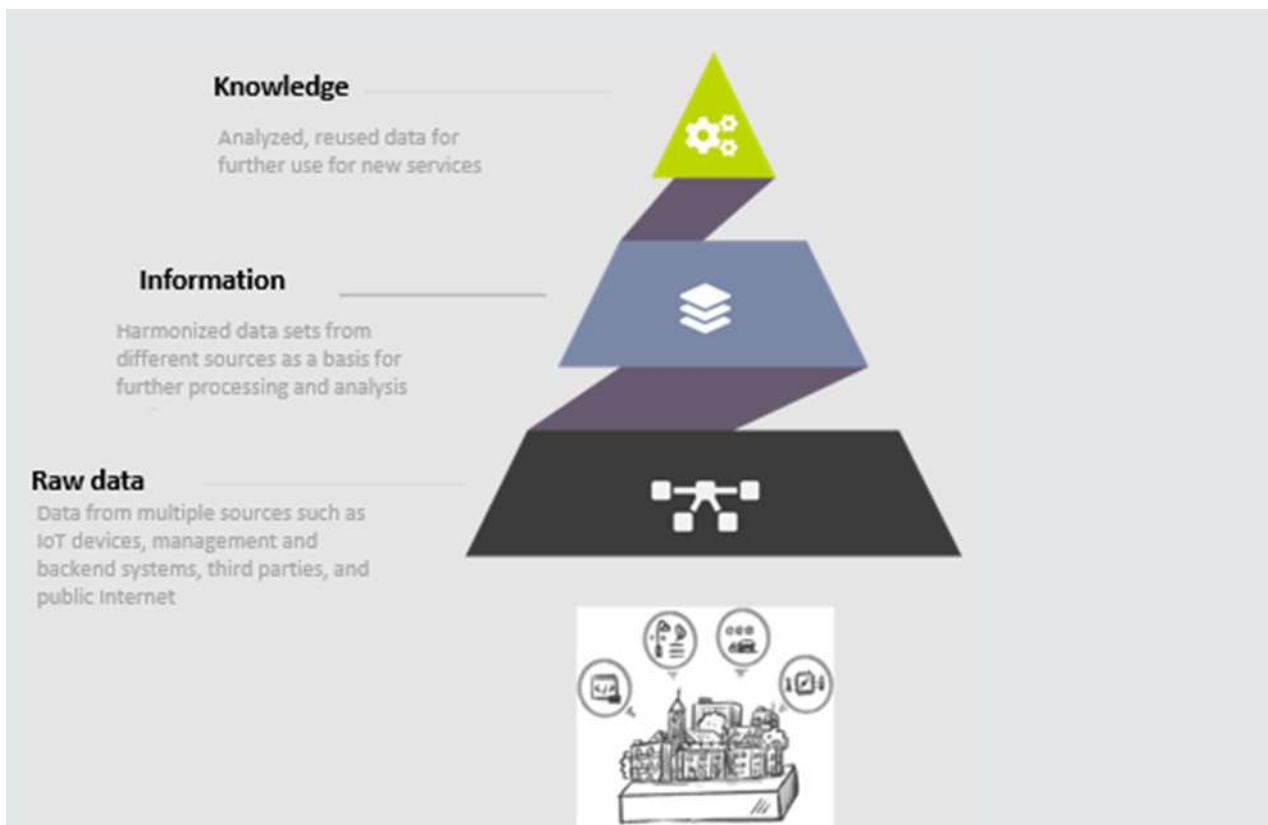 Knowledge
Analyzed, reused data for
further use for new services
Information
Harmonized data sets from
different sources as a basis for
further processing and analysis
Raw data
Data from multiple sources such as
IoT devices, management and
backend systems, third parties, and
public Internet